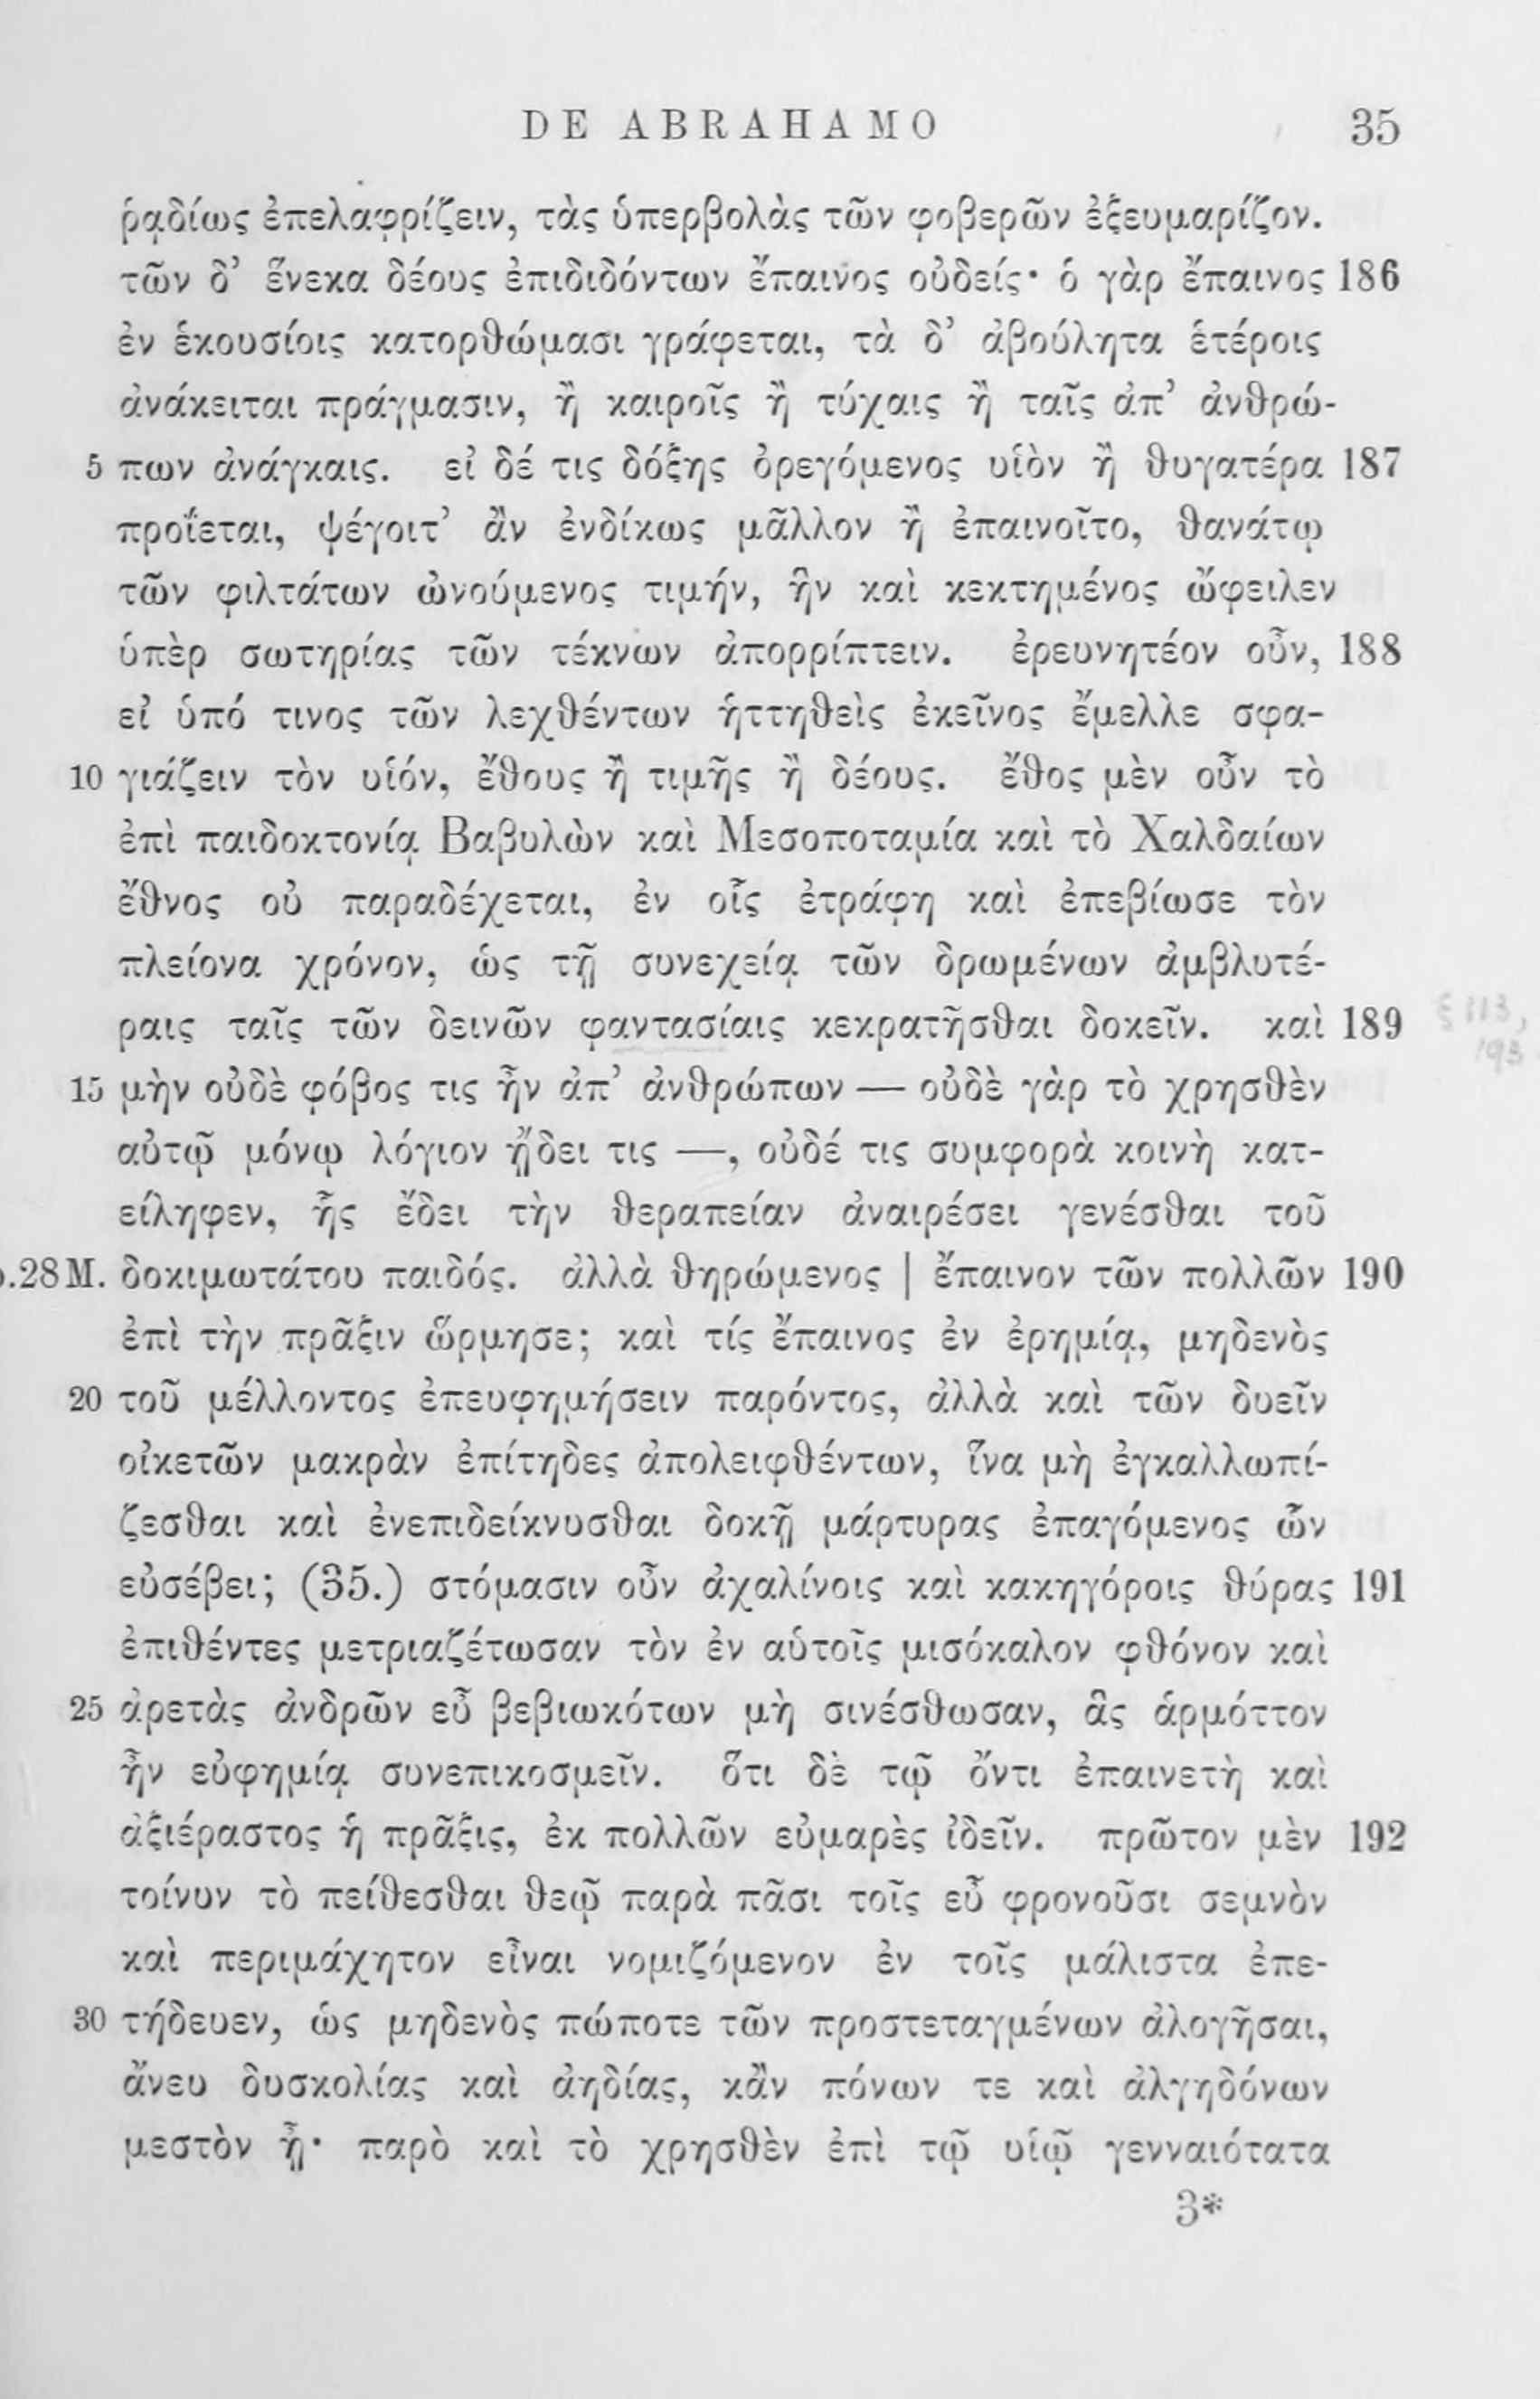 DE ABRAHAMO 35
ῥᾳδίως ἐπελαφρίζειν, τὰς ὑπερβολὰς τῶν φοβερῶν ἐξευμαρίζον.
τῶν δ’ ἕνεκα δέους ἐπιδιδόντων ἔπαινος οὐδείς· ὁ γὰρ ἔπαινος 186
ἐν ἑκουσίοις κατορθώμασι γράφεται, τὰ δ’ ἀβούλητα ἑτέροις
ἀνάκειται πράγμασιν, ἢ καιροῖς ἢ τύχαις ἢ ταῖς ἀπ’ ἀνθρώ-
5 πων ἀνάγκαις. εἰ δέ τις δόξης ὀρεγόμενος υἱὸν ἢ θυγατέρα 187
προΐεται, ψέγοιτ’ ἂν ἐνδίκως μᾶλλον ἢ ἐπαινοῖτο, θανάτῳ
τῶν φιλτάτων ὠνούμενος τιμήν, ἣν καὶ κεκτημένος ὤφειλεν
ὑπὲρ σωτηρίας τῶν τέκνων ἀπορρίπτειν. ἐρευνητέον οὖν, 188
εἰ ὑπό τινος τῶν λεχθέντων ἡττηθεὶς ἐκεῖνος ἔμελλε σφα-
10 γιάζειν τὸν υἱόν, ἔθους ἢ τιμῆς ἢ δέους. ἔθος μὲν οὖν τὸ
ἐπὶ παιδοκτονίᾳ Βαβυλὼν καὶ Μεσοποταμία καὶ τὸ Χαλδαίων
ἔθνος οὐ παραδέχεται, ἐν οἷς ἐτράφη καὶ ἐπεβίωσε τὸν
πλείονα χρόνον, ὡς τῇ συνεχείᾳ τῶν δρωμένων ἀμβλυτέ-
ραις ταῖς τῶν δεινῶν φαντασίαις κεκρατῆσθαι δοκεῖν. καὶ 189 § 113,
193
15 μὴν οὐδὲ φόβος τις ἦν ἀπ’ ἀνθρώπων — οὐδὲ γὰρ τὸ χρησθὲν
αὐτῷ μόνῳ λόγιον ᾔδει τις —, οὐδέ τις συμφορὰ κοινὴ κατ-
είληφεν, ἧς ἔδει τὴν θεραπείαν ἀναιρέσει γενέσθαι τοῦ
p.28 M. δοκιμωτάτου παιδός. ἀλλὰ θηρώμενος | ἔπαινον τῶν πολλῶν 190
ἐπὶ τὴν πρᾶξιν ὥρμησε; καὶ τίς ἔπαινος ἐν ἐρημίᾳ, μηδενὸς
20 τοῦ μέλλοντος ἐπευφημήσειν παρόντος, ἀλλὰ καὶ τῶν δυεῖν
οἰκετῶν μακρὰν ἐπίτηδες ἀπολειφθέντων, ἵνα μὴ ἐγκαλλωπί-
ζεσθαι καὶ ἐνεπιδείκνυσθαι δοκῇ μάρτυρας ἐπαγόμενος ὧν
εὐσέβει; (35.) στόμασιν οὖν ἀχαλίνοις καὶ κακηγόροις θύρας 191
ἐπιθέντες μετριαζέτωσαν τὸν ἐν αὑτοῖς μισόκαλον φθόνον καὶ
25 ἀρετὰς ἀνδρῶν εὖ βεβιωκότων μὴ σινέσθωσαν, ἃς ἁρμόττον
ἦν εὐφημίᾳ συνεπικοσμεῖν. ὅτι δὲ τῷ ὄντι ἐπαινετὴ καὶ
ἀξιέραστος ἡ πρᾶξις, ἐκ πολλῶν εὐμαρὲς ἰδεῖν. πρῶτον μὲν 192
τοίνυν τὸ πείθεσθαι θεῷ παρὰ πᾶσι τοῖς εὖ φρονοῦσι σεμνὸν
καὶ περιμάχητον εἶναι νομιζόμενον ἐν τοῖς μάλιστα ἐπε-
30 τήδευεν, ὡς μηδενὸς πώποτε τῶν προστεταγμένων ἀλογῆσαι,
ἄνευ δυσκολίας καὶ ἀηδίας, κἂν πόνων τε καὶ ἀλγηδόνων
μεστὸν ᾖ· παρὸ καὶ τὸ χρησθὲν ἐπὶ τῷ υἱῷ γενναιότατα
3*